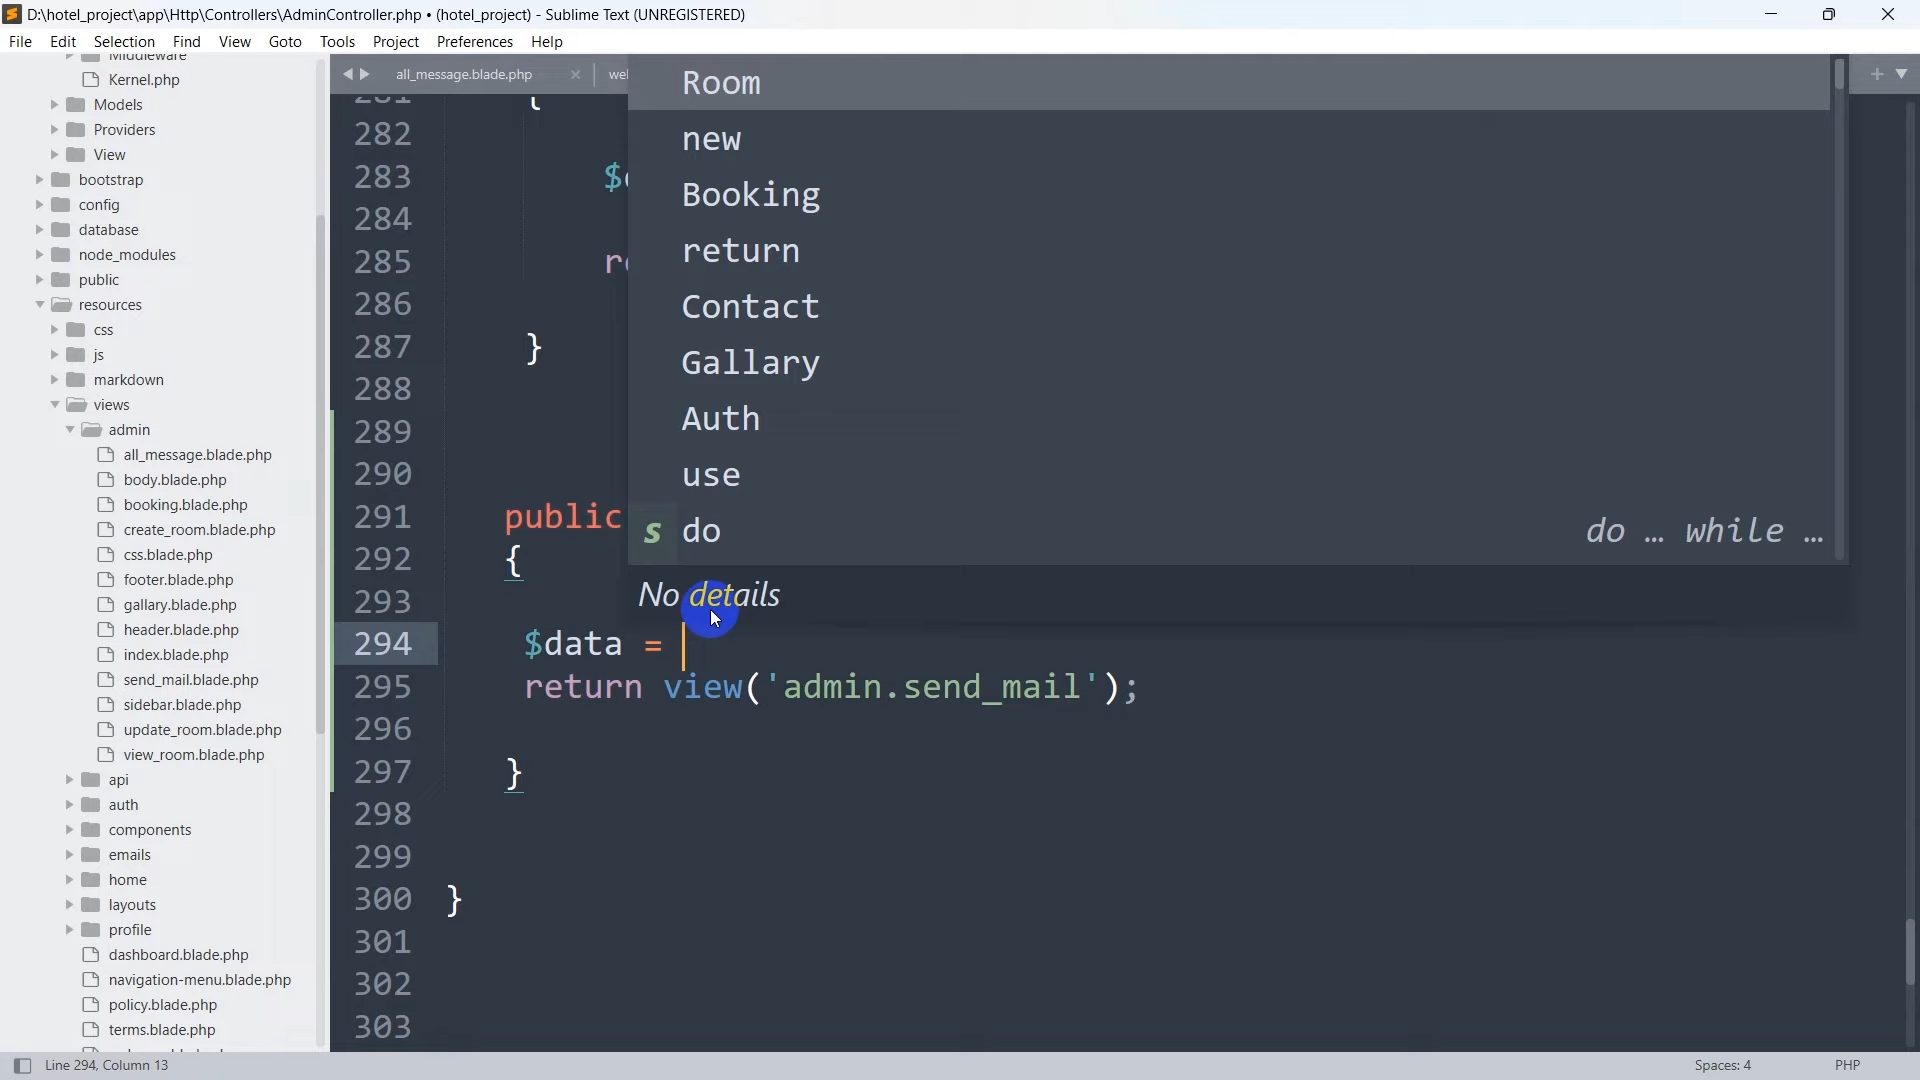 D:\hotel_project\app\Http\Controllers\AdminController.php • (hotel_project) - Sublime Text (UNREGISTERED)
File Edit Selection Find View Goto Tools Project Preferences Help
Middleware
Kernel.php
Models
Providers
View
bootstrap
config
database
node_modules
public
resources
css
js
markdown
views
admin
all_message.blade.php
body.blade.php
booking.blade.php
create_room.blade.php
css.blade.php
footer.blade.php
gallary.blade.php
header.blade.php
index.blade.php
send_mail.blade.php
sidebar.blade.php
update_room.blade.php
view_room.blade.php
api
auth
components
emails
home
layouts
profile
dashboard.blade.php
navigation-menu.blade.php
policy.blade.php
terms.blade.php
all_message.blade.php
281 {
282
283
284
285
286
287 }
288
289
290
291 public
292 {
293
294 $data =
295 return view('admin.send_mail');
296
297 }
298
299
300 }
301
302
303
Room
new
Booking
return
Contact
Gallary
Auth
use
s do do … while …
No details
Line 294, Column 13
Spaces: 4
PHP